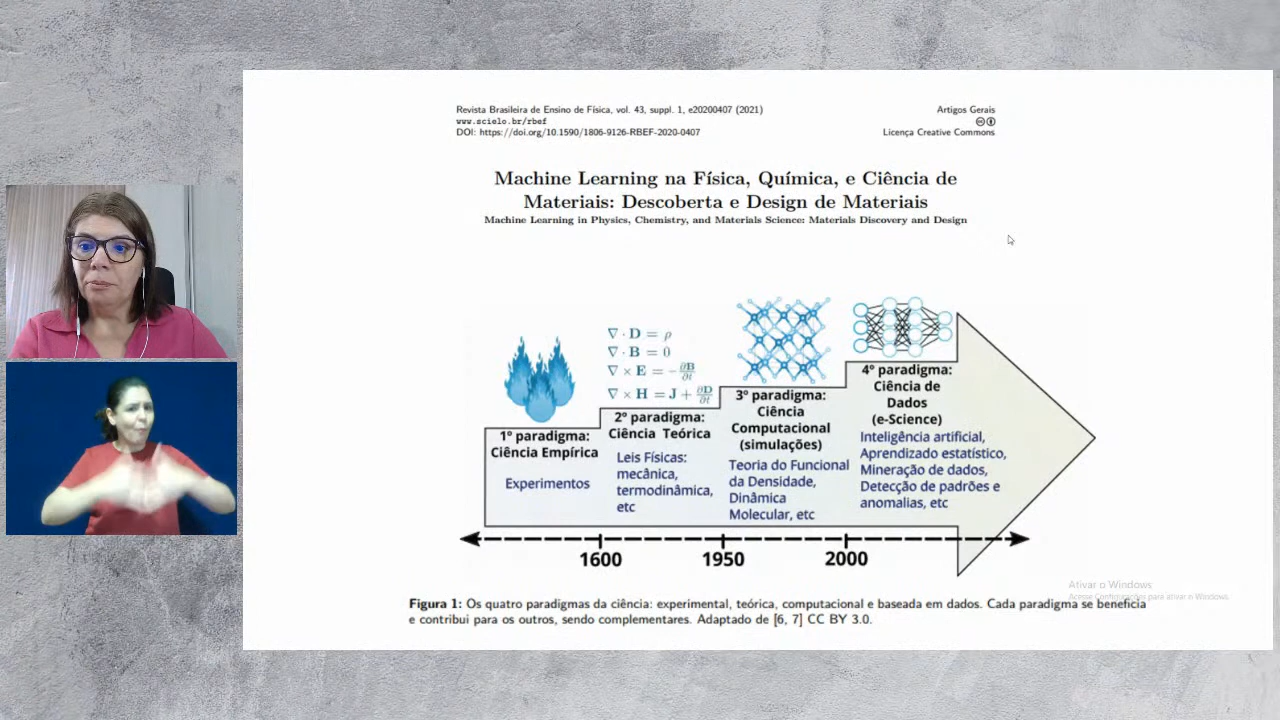 Revista Brasileira de Ensino de Física, vol. 43, suppl. 1, e20200407 (2021)
www.scielo.br/rbef
DOI: https://doi.org/10.1590/1806-9126-RBEF-2020-0407
Artigos Gerais
Licença Creative Commons
Machine Learning na Física, Química, e Ciência de
Materiais: Descoberta e Design de Materiais
Machine Learning in Physics, Chemistry, and Materials Science: Materials Discovery and Design
∇ · D = ρ
∇ · B = 0
∇ × E = -∂B/∂t
∇ × H = J + ∂D/∂t
1º paradigma:
Ciência Empírica
Experimentos
2º paradigma:
Ciência Teórica
Leis Físicas:
mecânica,
termodinâmica,
etc
3º paradigma:
Ciência
Computacional
(simulações)
Teoria do Funcional
da Densidade,
Dinâmica
Molecular, etc
4º paradigma:
Ciência de
Dados
(e-Science)
Inteligência artificial,
Aprendizado estatístico,
Mineração de dados,
Detecção de padrões e
anomalias, etc
1600
1950
2000
Ativar o Windows
Acesse Configurações para ativar o Windows.
Figura 1: Os quatro paradigmas da ciência: experimental, teórica, computacional e baseada em dados. Cada paradigma se beneficia
e contribui para os outros, sendo complementares. Adaptado de [6, 7] CC BY 3.0.